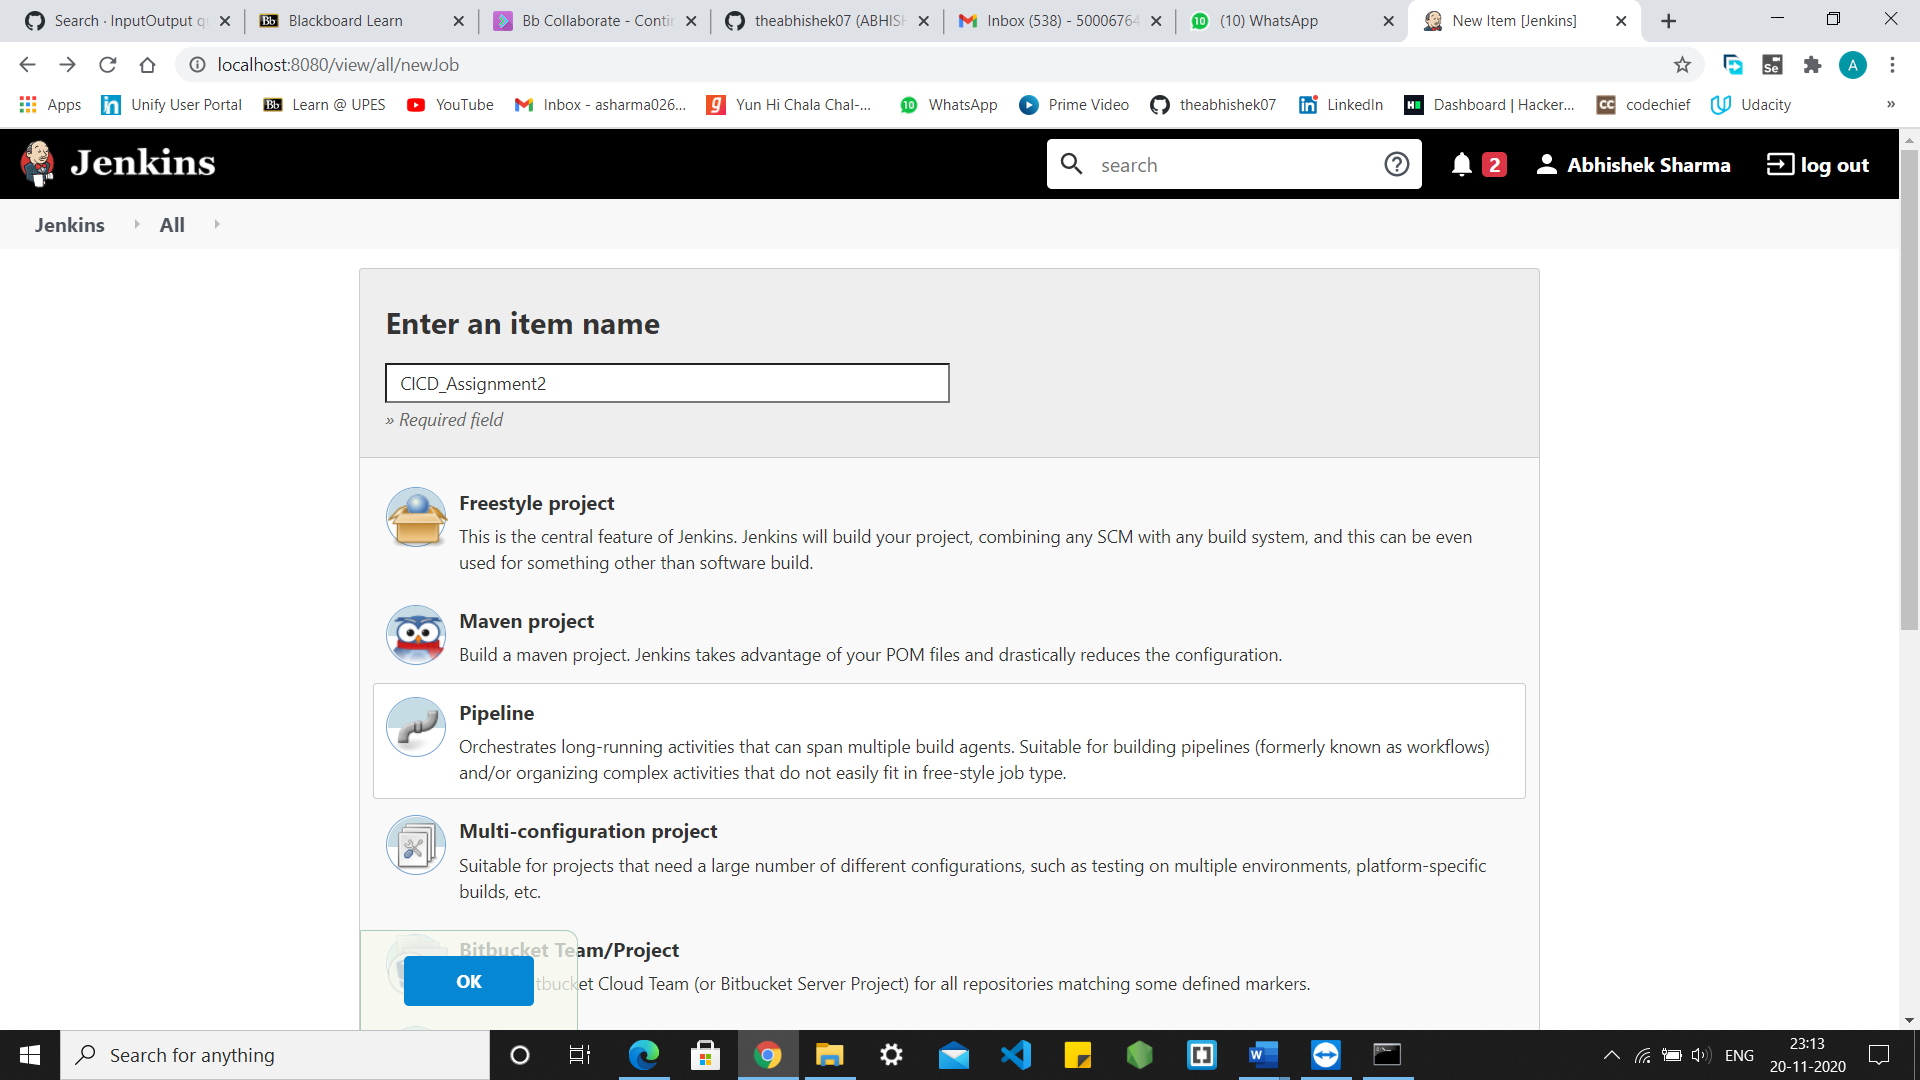 Search · InputOutput q
Blackboard Learn
Bb Collaborate - Contin
theabhishek07 (ABHISH
Inbox (538) - 50006764
(10) WhatsApp
New Item [Jenkins]
localhost:8080/view/all/newJob
A
Apps
Unify User Portal
Learn @ UPES
YouTube
Inbox - asharma026...
Yun Hi Chala Chal-...
WhatsApp
Prime Video
theabhishek07
LinkedIn
Dashboard | Hacker...
codechief
Udacity
»
Jenkins
search
2
Abhishek Sharma
log out
Jenkins
All
Enter an item name
CICD_Assignment2
» Required field
Freestyle project
This is the central feature of Jenkins. Jenkins will build your project, combining any SCM with any build system, and this can be even
used for something other than software build.
Maven project
Build a maven project. Jenkins takes advantage of your POM files and drastically reduces the configuration.
Pipeline
Orchestrates long-running activities that can span multiple build agents. Suitable for building pipelines (formerly known as workflows)
and/or organizing complex activities that do not easily fit in free-style job type.
Multi-configuration project
Suitable for projects that need a large number of different configurations, such as testing on multiple environments, platform-specific
builds, etc.
Bitbucket Team/Project
tbucket Cloud Team (or Bitbucket Server Project) for all repositories matching some defined markers.
OK
Search for anything
ENG
23:13
20-11-2020